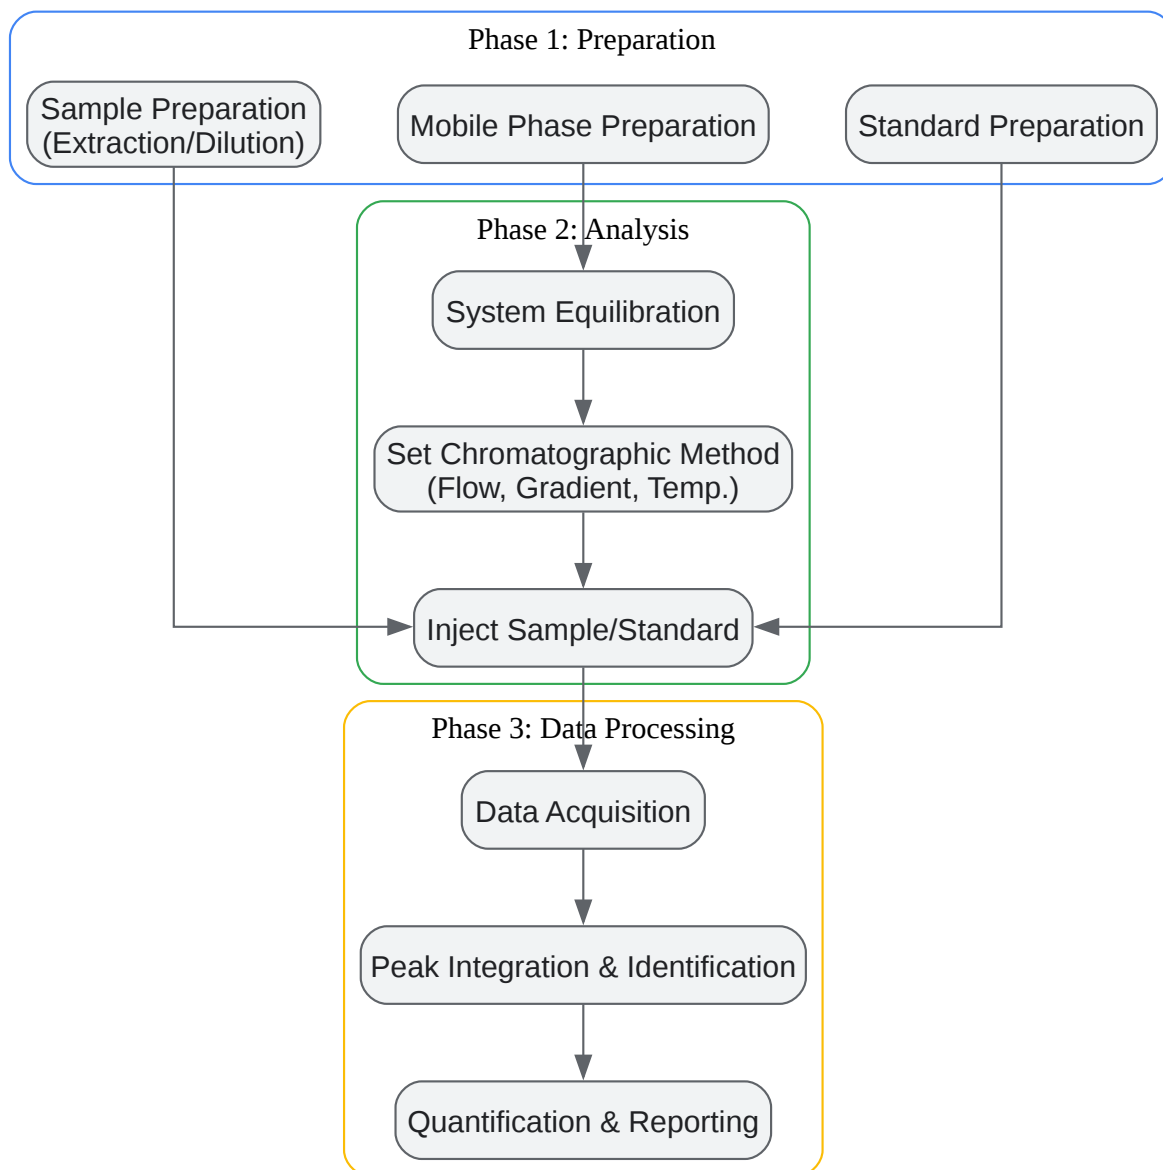 Phase 1: Preparation
Sample Preparation
(Extraction/Dilution)
Mobile Phase Preparation
Standard Preparation
Phase 2: Analysis
System Equilibration
Set Chromatographic Method
(Flow, Gradient, Temp.)
Inject Sample/Standard
Phase 3: Data Processing
Data Acquisition
Peak Integration & Identification
Quantification & Reporting